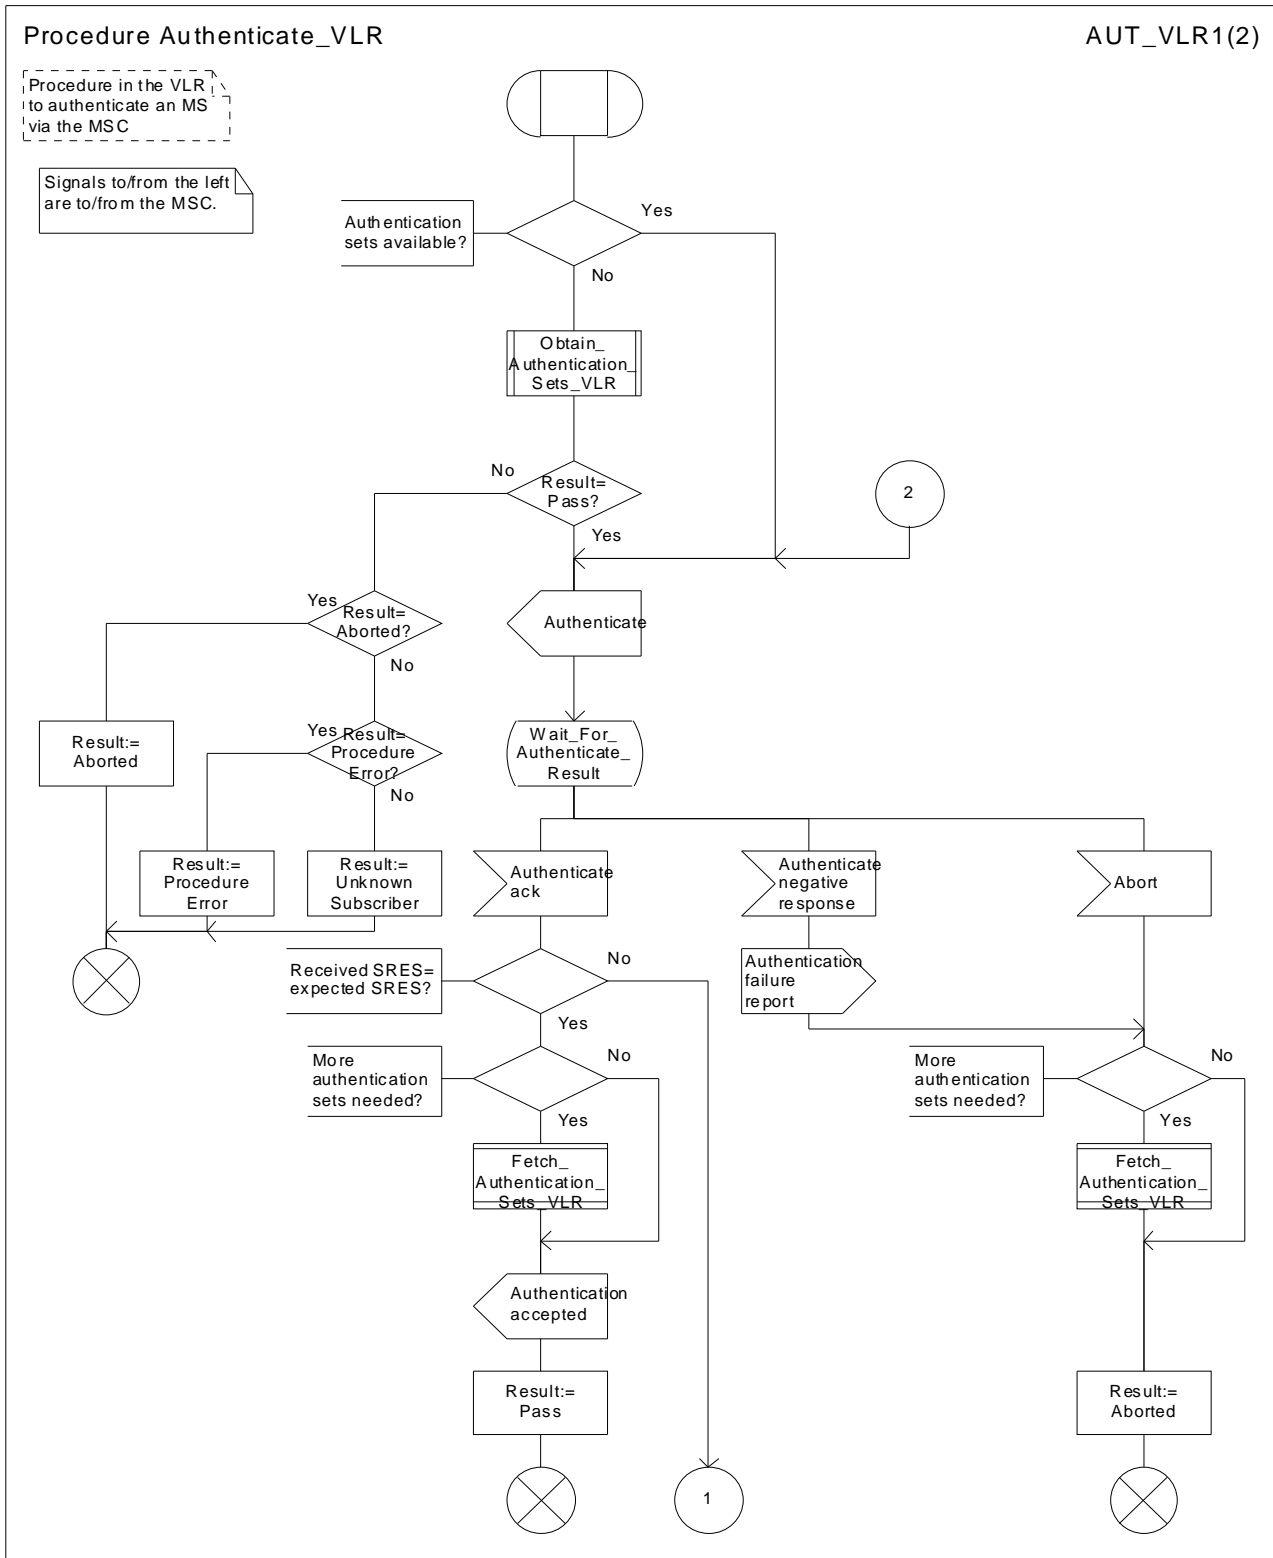 Procedure Authenticate_VLR
AUT_VLR1(2)
Procedure in the VLR
to authenticate an MS
via the MSC
Signals to/from the left
are to/from the MSC.
Authentication
sets available?
Yes
No
Obtain_
Authentication_
Sets_VLR
No
Result=
Pass?
Yes
2
Yes
Result=
Aborted?
No
Authenticate
Result:=
Aborted
Yes
Result=
Procedure
Error?
No
Wait_For_
Authenticate_
Result
Result:=
Procedure
Error
Result:=
Unknown
Subscriber
Authenticate
ack
Authenticate
negative
response
Abort
Received SRES=
expected SRES?
No
Yes
Authentication
failure
report
More
authentication
sets needed?
No
Yes
More
authentication
sets needed?
No
Yes
Fetch_
Authentication_
Sets_VLR
Fetch_
Authentication_
Sets_VLR
Authentication
accepted
Result:=
Pass
Result:=
Aborted
1